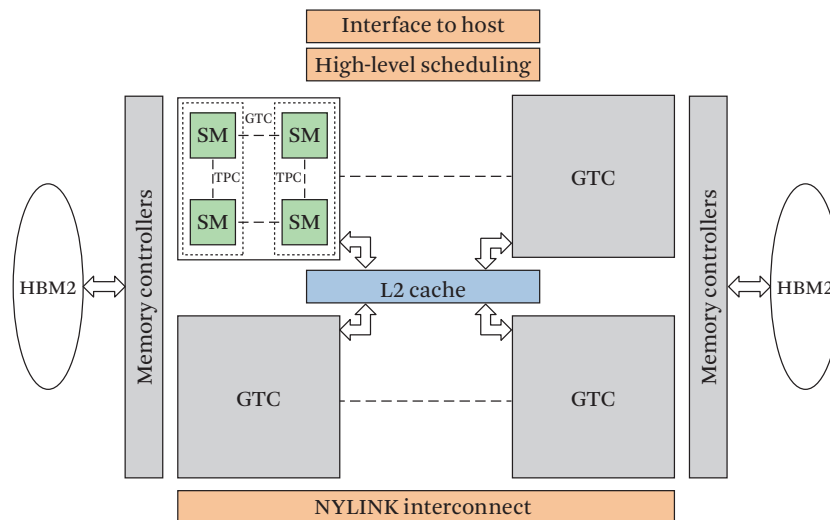 Interface to host
High-level scheduling
GTC
SM
SM
TPC
TPC
SM
SM
GTC
Memory controllers
Memory controllers
HBM2
HBM2
L2 cache
GTC
GTC
NYLINK interconnect